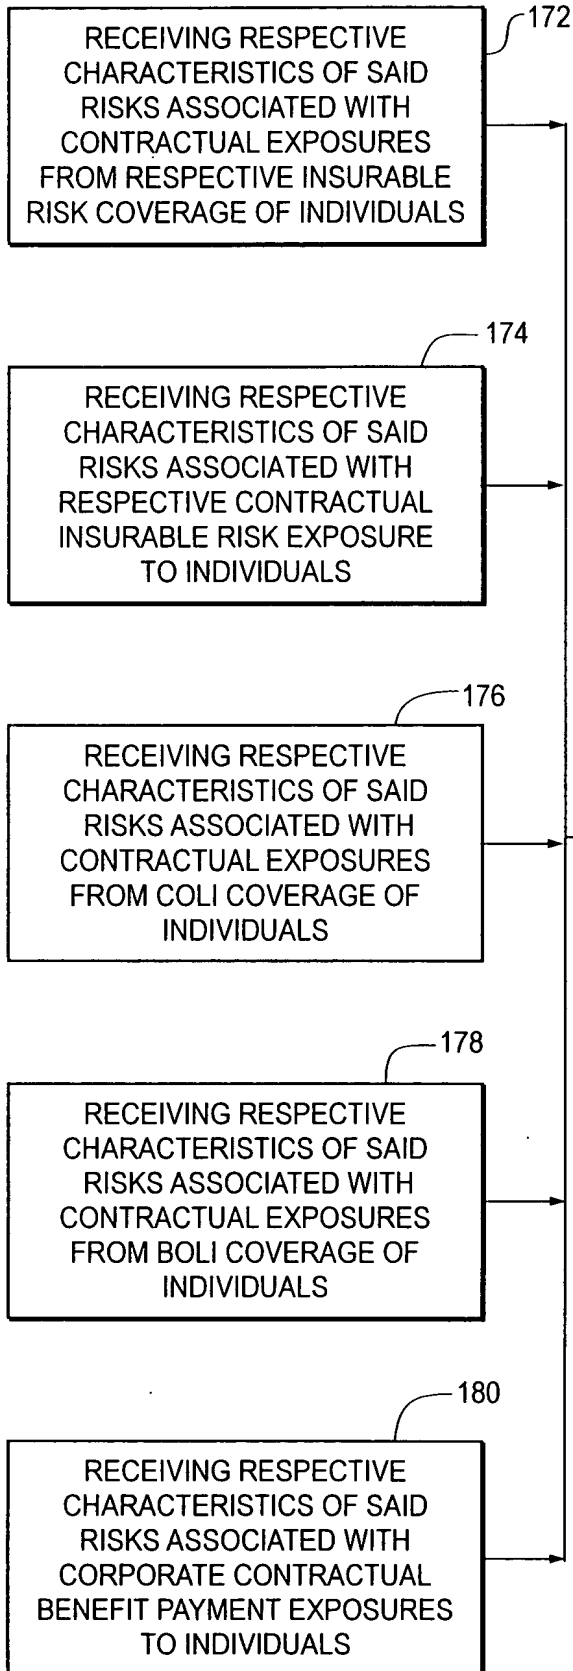 172
RECEIVING RESPECTIVE
CHARACTERISTICS OF SAID
RISKS ASSOCIATED WITH
CONTRACTUAL EXPOSURES
FROM RESPECTIVE INSURABLE
RISK COVERAGE OF INDIVIDUALS
174
RECEIVING RESPECTIVE
CHARACTERISTICS OF SAID
RISKS ASSOCIATED WITH
RESPECTIVE CONTRACTUAL
INSURABLE RISK EXPOSURE
TO INDIVIDUALS
176
RECEIVING RESPECTIVE
CHARACTERISTICS OF SAID
RISKS ASSOCIATED WITH
CONTRACTUAL EXPOSURES
FROM COLI COVERAGE OF
INDIVIDUALS
178
RECEIVING RESPECTIVE
CHARACTERISTICS OF SAID
RISKS ASSOCIATED WITH
CONTRACTUAL EXPOSURES
FROM BOLI COVERAGE OF
INDIVIDUALS
180
RECEIVING RESPECTIVE
CHARACTERISTICS OF SAID
RISKS ASSOCIATED WITH
CORPORATE CONTRACTUAL
BENEFIT PAYMENT EXPOSURES
TO INDIVIDUALS